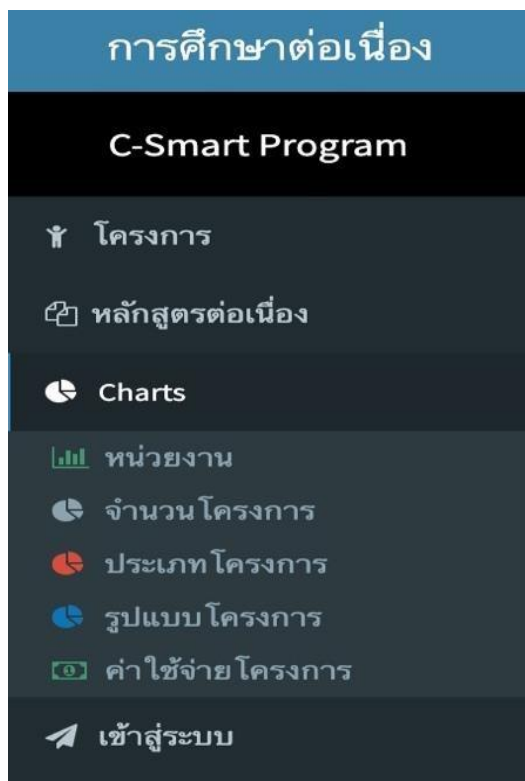 การศึกษาต่อเนื่อง
C-Smart Program
โครงการ
หลักสูตรต่อเนื่อง
Charts
หน่วยงาน
จำนวนโครงการ
ประเภทโครงการ
รูปแบบโครงการ
ค่าใช้จ่ายโครงการ
เข้าสู่ระบบ